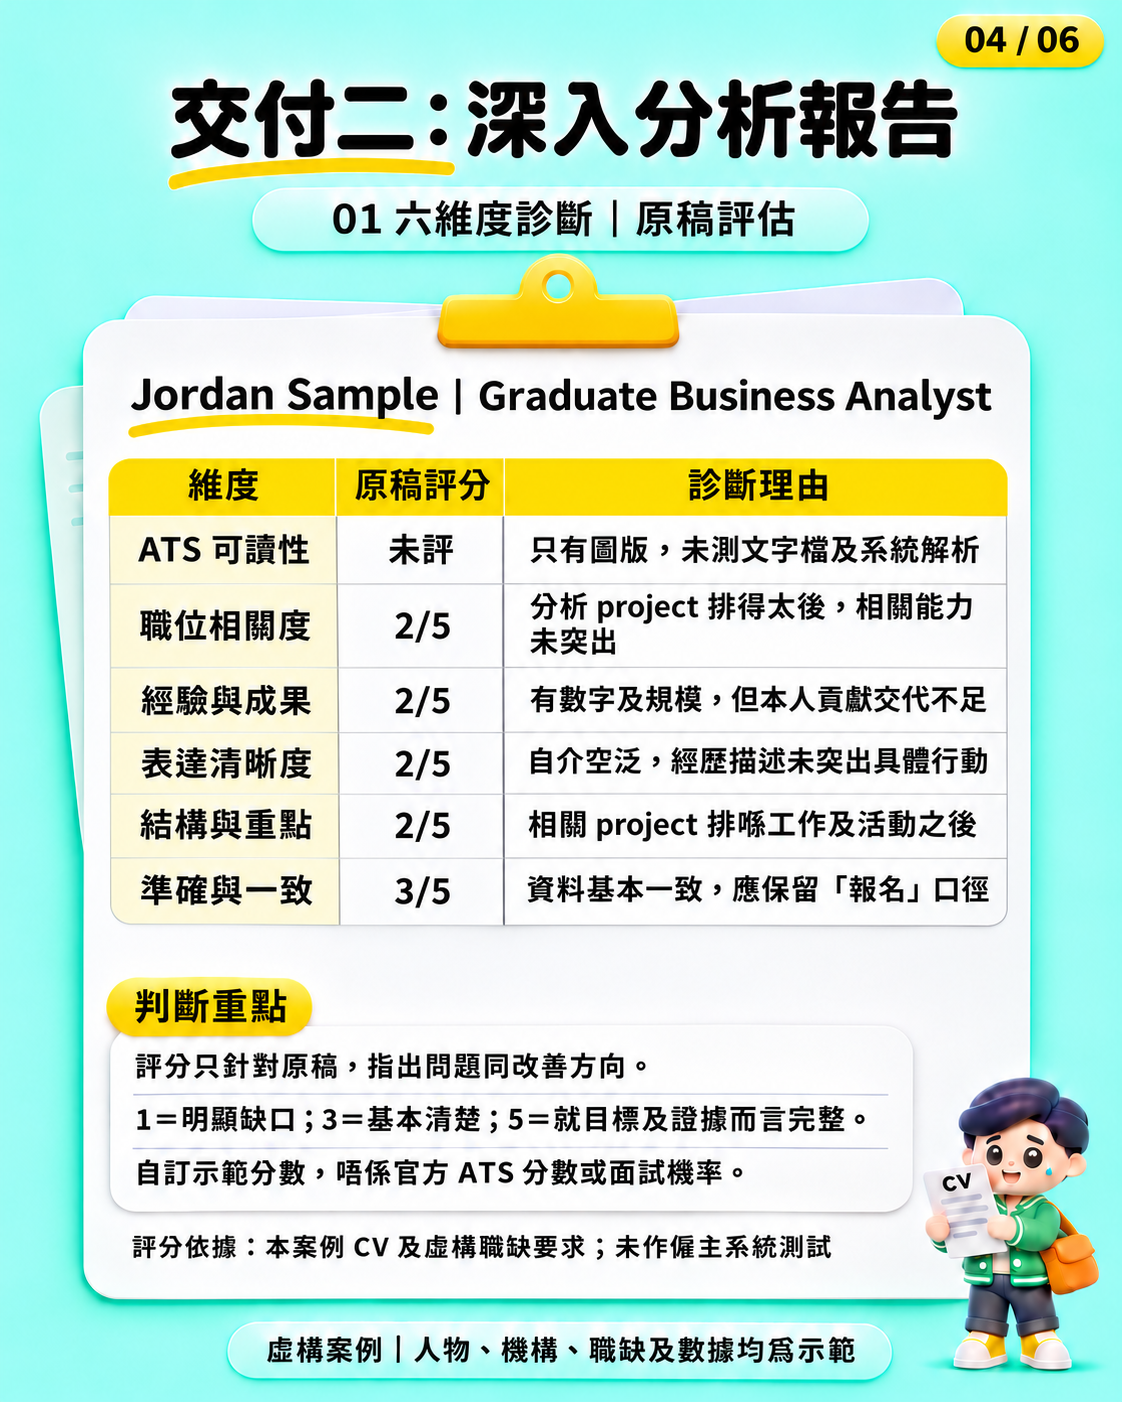 04 / 06
交付二：深入分析報告
01 六維度診斷｜原稿評估
Jordan Sample | Graduate Business Analyst
維度 原稿評分 診斷理由
ATS 可讀性 未評 只有圖版，未測文字檔及系統解析
職位相關度 2/5 分析 project 排得太後，相關能力
未突出
經驗與成果 2/5 有數字及規模，但本人貢獻交代不足
表達清晰度 2/5 自介空泛，經歷描述未突出具體行動
結構與重點 2/5 相關 project 排喺工作及活動之後
準確與一致 3/5 資料基本一致，應保留「報名」口徑
判斷重點
評分只針對原稿，指出問題同改善方向。
1＝明顯缺口；3＝基本清楚；5＝就目標及證據而言完整。
自訂示範分數，唔係官方 ATS 分數或面試機率。
評分依據：本案例 CV 及虛構職缺要求；未作僱主系統測試
CV
虛構案例｜人物、機構、職缺及數據均爲示範